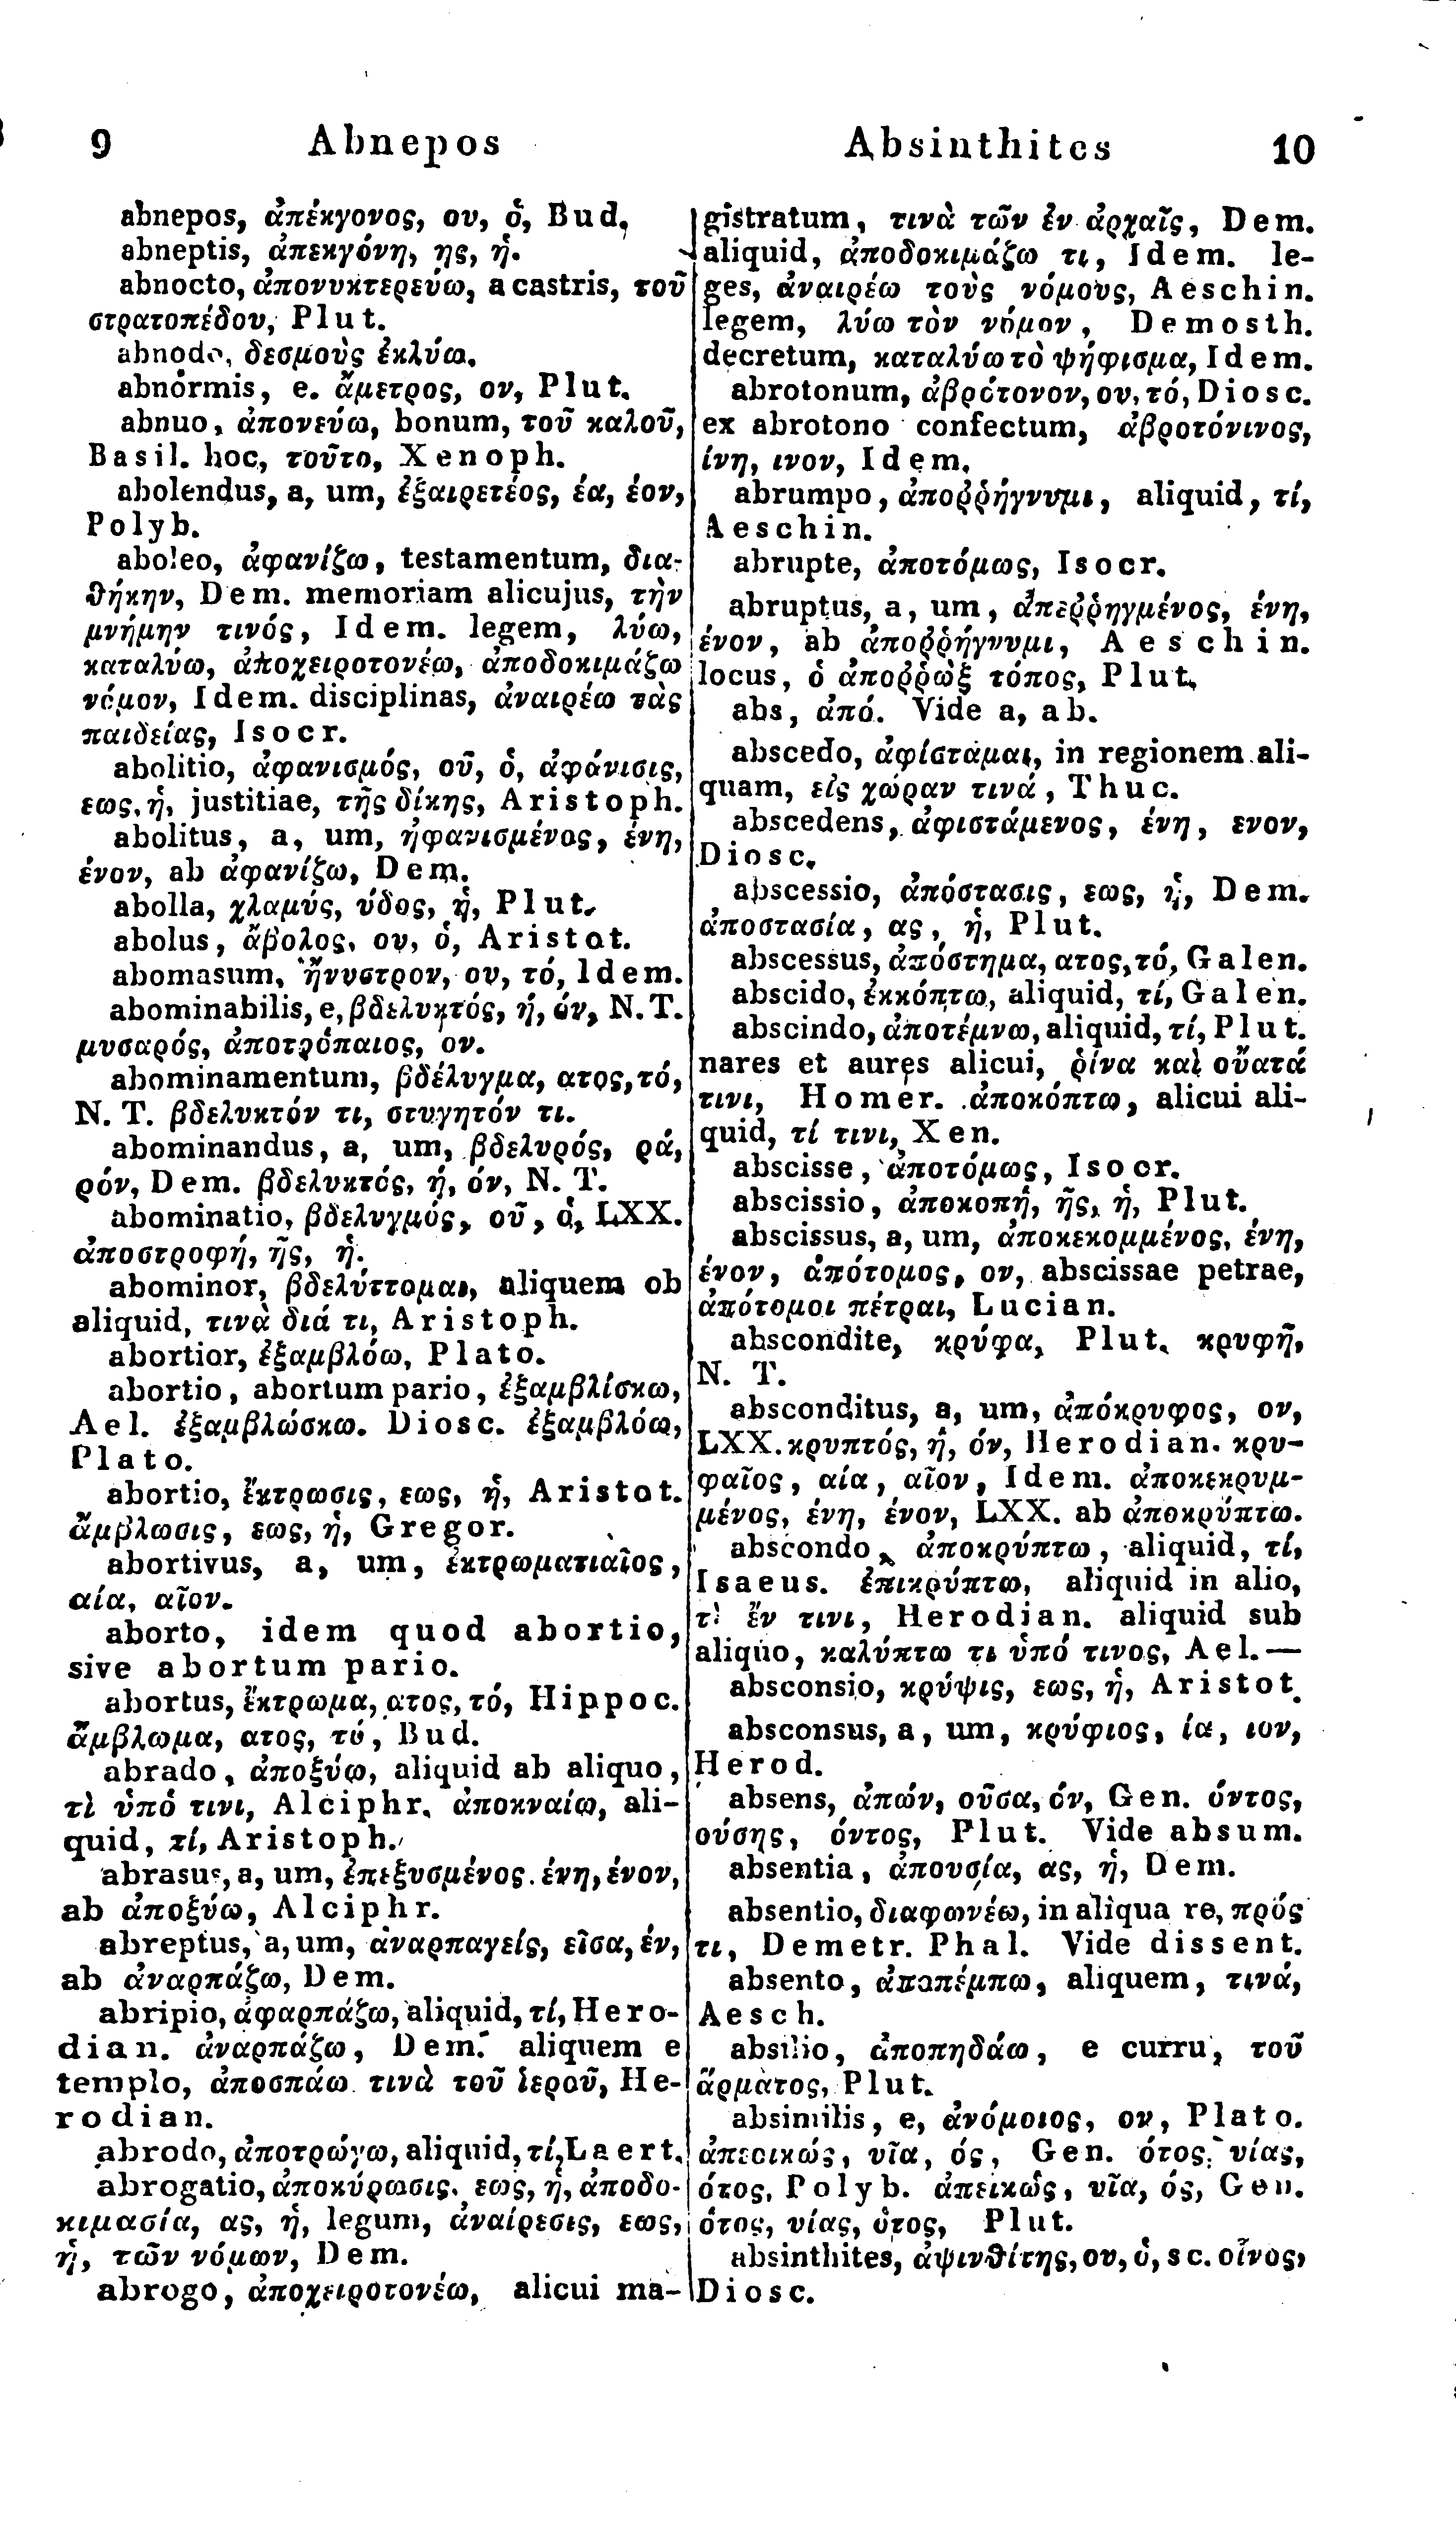 9 Abnepos
abnepos, ἀπέκγονος, ου, ὁ, Bud.
abneptis, ἀπεκγόνη, ης, ἡ.
abnocto, ἀπονυκτερεύω, a castris, τοῦ
στρατοπέδου, Plut.
abnodo, δεσμοὺς ἐκλύω.
abnormis, e. ἄμετρος, ον, Plut.
abnuo, ἀπονεύω, bonum, τοῦ καλοῦ,
Basil. hoc, τοῦτο, Xenoph.
abolendus, a, um, ἐξαιρετέος, έα, έον,
Polyb.
aboleo, ἀφανίζω, testamentum, δια-
θήκην, Dem. memoriam alicujus, τὴν
μνήμην τινός, Idem. legem, λύω,
καταλύω, ἀποχειροτονέω, ἀποδοκιμάζω
νόμον, Idem. disciplinas, ἀναιρέω τὰς
παιδείας, Isocr.
abolitio, ἀφανισμός, οῦ, ὁ, ἀφάνισις,
εως, ἡ, justitiae, τῆς δίκης, Aristoph.
abolitus, a, um, ἠφανισμένος, ένη,
ένον, ab ἀφανίζω, Dem.
abolla, χλαμύς, ύδος, ἡ, Plut.
abolus, ἄβολος, ου, ὁ, Aristot.
abomasum, ἤνυστρον, ου, τό, Idem.
abominabilis, e, βδελυκτός, ή, όν, N. T.
μυσαρός, ἀποτρόπαιος, ον.
abominamentum, βδέλυγμα, ατος, τό,
N. T. βδελυκτόν τι, στυγητόν τι.
abominandus, a, um, βδελυρός, ρά,
ρόν, Dem. βδελυκτός, ή, όν, N. T.
abominatio, βδελυγμός, οῦ, ὁ, LXX.
ἀποστροφή, ῆς, ἡ.
abominor, βδελύττομαι, aliquem ob
aliquid, τινὰ διά τι, Aristoph.
abortior, ἐξαμβλόω, Plato.
abortio, abortum pario, ἐξαμβλίσκω,
Ael. ἐξαμβλώσκω. Diosc. ἐξαμβλόω,
Plato.
abortio, ἔκτρωσις, εως, ἡ, Aristot.
ἄμβλωσις, εως, ἡ, Gregor.
abortivus, a, um, ἐκτρωματιαῖος,
αία, αῖον.
aborto, idem quod abortio,
sive abortum pario.
abortus, ἔκτρωμα, ατος, τό, Hippoc.
ἄμβλωμα, ατος, τό, Bud.
abrado, ἀποξύω, aliquid ab aliquo,
τὶ ὑπό τινι, Alciphr. ἀποκναίω, ali-
quid, τί, Aristoph.
abrasus, a, um, ἐπεξυσμένος. ένη, ένον,
ab ἀποξύω, Alciphr.
abreptus, a, um, ἀναρπαγείς, εῖσα, έν,
ab ἀναρπάζω, Dem.
abripio, ἀφαρπάζω, aliquid, τί, Hero-
dian. ἀναρπάζω, Dem. aliquem e
templo, ἀποσπάω τινὰ τοῦ ἱεροῦ, He-
rodian.
abrodo, ἀποτρώγω, aliquid, τί, Laert.
abrogatio, ἀποκύρωσις, εως, ἡ, ἀποδο-
κιμασία, ας, ἡ, legum, ἀναίρεσις, εως,
ἡ, τῶν νόμων, Dem.
abrogo, ἀποχειροτονέω, alicui ma-
Absinthites 10
gistratum, τινὰ τῶν ἐν ἀρχαῖς, Dem.
aliquid, ἀποδοκιμάζω τι, Idem. le-
ges, ἀναιρέω τοὺς νόμους, Aeschin.
legem, λύω τὸν νόμον, Demosth.
decretum, καταλύω τὸ ψήφισμα, Idem.
abrotonum, ἀβρότονον, ου, τό, Diosc.
ex abrotono confectum, ἀβροτόνινος,
ίνη, ινον, Idem.
abrumpo, ἀποῤῥήγνυμι, aliquid, τί,
Aeschin.
abrupte, ἀποτόμως, Isocr.
abruptus, a, um, ἀπεῤῥηγμένος, ένη,
ένον, ab ἀποῤῥήγνυμι, Aeschin.
locus, ὁ ἀποῤῥὼξ τόπος, Plut.
abs, ἀπό. Vide a, ab.
abscedo, ἀφίσταμαι, in regionem ali-
quam, εἰς χώραν τινά, Thuc.
abscedens, ἀφιστάμενος, ένη, ενον,
Diosc.
abscessio, ἀπόστασις, εως, ἡ, Dem.
ἀποστασία, ας, ἡ, Plut.
abscessus, ἀπόστημα, ατος, τό, Galen.
abscido, ἐκκόπτω, aliquid, τί, Galen.
abscindo, ἀποτέμνω, aliquid, τί, Plut.
nares et aures alicui, ῥίνα καὶ οὔατά
τινι, Homer. ἀποκόπτω, alicui ali-
quid, τί τινι, Xen.
abscisse, ἀποτόμως, Isocr.
abscissio, ἀποκοπή, ῆς, ἡ, Plut.
abscissus, a, um, ἀποκεκομμένος, ένη,
ένον, ἀπότομος, ον, abscissae petrae,
ἀπότομοι πέτραι, Lucian.
abscondite, κρύφα, Plut. κρυφῆ,
N. T.
absconditus, a, um, ἀπόκρυφος, ον,
LXX. κρυπτός, ή, όν, Herodian. κρυ-
φαῖος, αία, αῖον, Idem. ἀποκεκρυμ-
μένος, ένη, ένον, LXX. ab ἀποκρύπτω.
abscondo, ἀποκρύπτω, aliquid, τί,
Isaeus. ἐπικρύπτω, aliquid in alio,
τὶ ἔν τινι, Herodian. aliquid sub
aliquo, καλύπτω τι ὑπό τινος, Ael.—
absconsio, κρύψις, εως, ἡ, Aristot.
absconsus, a, um, κρύφιος, ία, ιον,
Herod.
absens, ἀπών, οῦσα, όν, Gen. όντος,
ούσης, όντος, Plut. Vide absum.
absentia, ἀπουσία, ας, ἡ, Dem.
absentio, διαφωνέω, in aliqua re, πρός
τι, Demetr. Phal. Vide dissent.
absento, ἀποπέμπω, aliquem, τινά,
Aesch.
absilio, ἀποπηδάω, e curru, τοῦ
ἅρματος, Plut.
absimilis, e, ἀνόμοιος, ον, Plato.
ἀπεοικώς, υῖα, ός, Gen. ότος, υίας,
ότος, Polyb. ἀπεικώς, υῖα, ός, Gen.
ότος, υίας, ότος, Plut.
absinthites, ἀψινθίτης, ου, ὁ, sc. οἶνος,
Diosc.